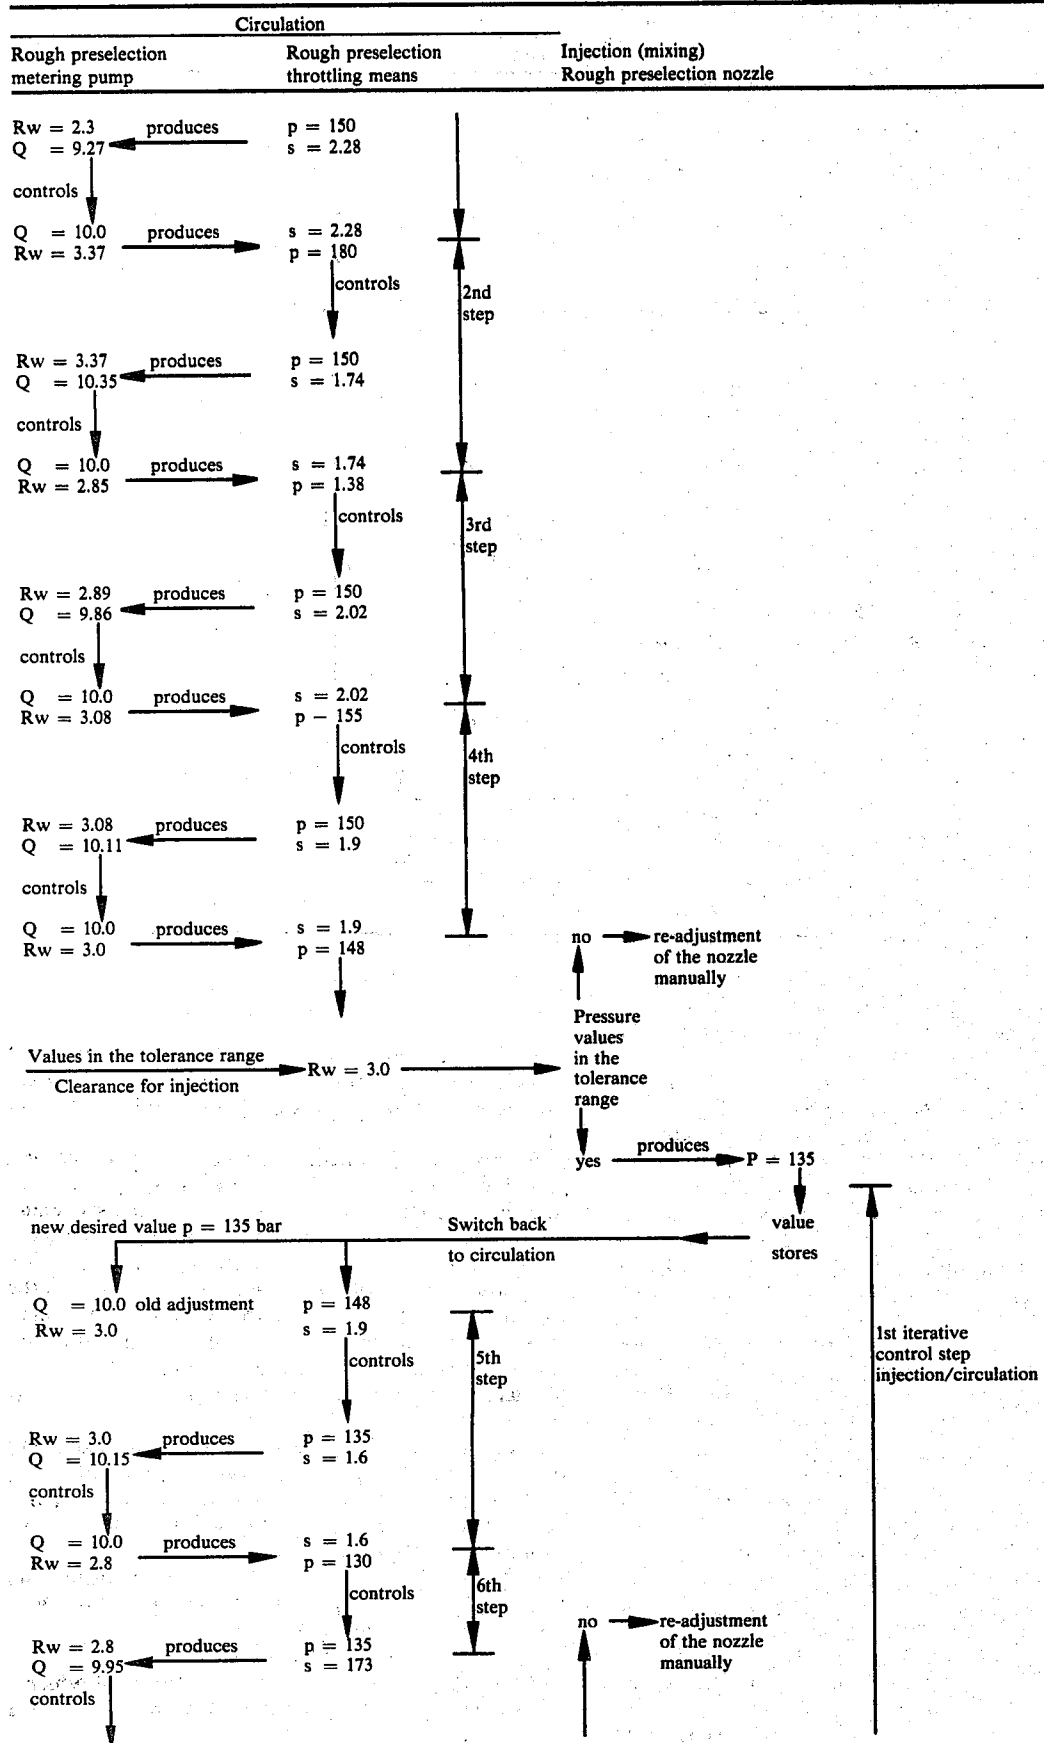 Circulation
Rough preselection metering pump
Rough preselection throttling means
Injection (mixing)
Rough preselection nozzle
Rw = 2.3 produces p = 150
Q = 9.27 s = 2.28
controls
Q = 10.0 produces s = 2.28
Rw = 3.37 p = 180
controls
2nd
step
Rw = 3.37 produces p = 150
Q = 10.35 s = 1.74
controls
Q = 10.0 produces s = 1.74
Rw = 2.85 p = 1.38
controls
3rd
step
Rw = 2.89 produces p = 150
Q = 9.86 s = 2.02
controls
Q = 10.0 produces s = 2.02
Rw = 3.08 p – 155
controls
4th
step
Rw = 3.08 produces p = 150
Q = 10.11 s = 1.9
controls
Q = 10.0 produces s = 1.9
Rw = 3.0 p = 148
no re-adjustment
of the nozzle
manually
Pressure
values
in the
tolerance
range
Values in the tolerance range
Clearance for injection
Rw = 3.0
yes produces P = 135
value
stores
new desired value p = 135 bar
Switch back
to circulation
Q = 10.0 old adjustment p = 148
Rw = 3.0 s = 1.9
controls
5th
step
1st iterative
control step
injection/circulation
Rw = 3.0 produces p = 135
Q = 10.15 s = 1.6
controls
Q = 10.0 produces s = 1.6
Rw = 2.8 p = 130
controls
6th
step
no re-adjustment
of the nozzle
manually
Rw = 2.8 produces p = 135
Q = 9.95 s = 173
controls